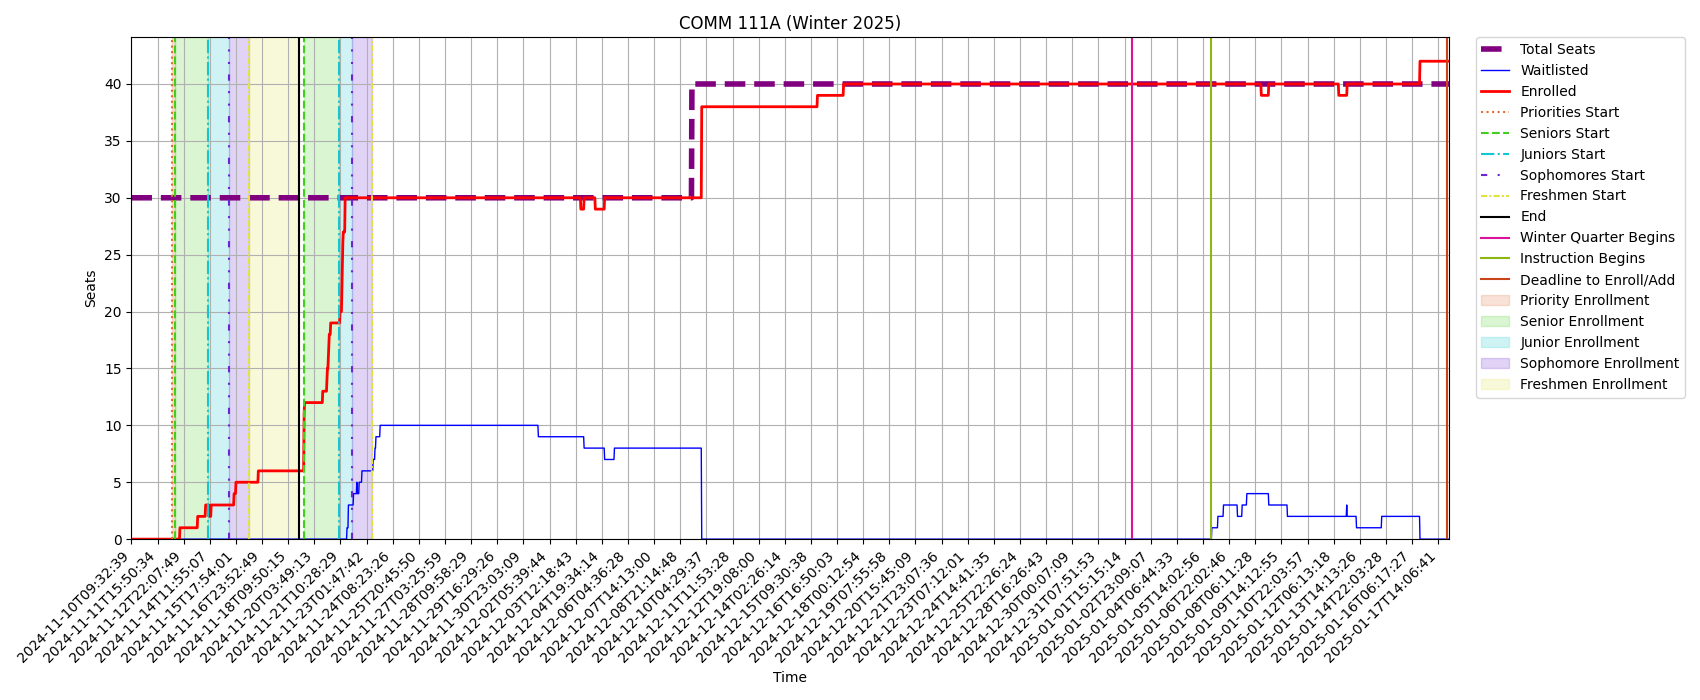 COMM 111A (Winter 2025)
Seats
40
35
30
25
20
15
10
5
0
2024-11-10T09:32:39
2024-11-11T15:50:34
2024-11-12T22:07:49
2024-11-14T11:55:07
2024-11-15T17:54:01
2024-11-16T23:52:49
2024-11-18T09:50:15
2024-11-20T03:49:13
2024-11-21T10:28:29
2024-11-23T01:47:42
2024-11-24T08:23:26
2024-11-25T20:45:50
2024-11-27T03:25:59
2024-11-28T09:58:29
2024-11-29T16:29:26
2024-11-30T23:03:09
2024-12-02T05:39:44
2024-12-03T12:18:43
2024-12-04T19:34:14
2024-12-06T04:36:28
2024-12-07T14:13:00
2024-12-08T21:14:48
2024-12-10T04:29:37
2024-12-11T11:53:28
2024-12-12T19:08:00
2024-12-14T02:26:14
2024-12-15T09:30:38
2024-12-16T16:50:03
2024-12-18T00:12:54
2024-12-19T07:55:58
2024-12-20T15:45:09
2024-12-21T23:07:36
2024-12-23T07:12:01
2024-12-24T14:41:35
2024-12-25T22:26:24
2024-12-28T16:26:43
2024-12-30T00:07:09
2024-12-31T07:51:53
2025-01-01T15:15:14
2025-01-02T23:09:07
2025-01-04T06:44:33
2025-01-05T14:02:56
2025-01-06T22:02:46
2025-01-08T06:11:28
2025-01-09T14:12:55
2025-01-10T22:03:57
2025-01-12T06:13:18
2025-01-13T14:13:26
2025-01-14T22:03:28
2025-01-16T06:17:27
2025-01-17T14:06:41
Time
Total Seats
Waitlisted
Enrolled
Priorities Start
Seniors Start
Juniors Start
Sophomores Start
Freshmen Start
End
Winter Quarter Begins
Instruction Begins
Deadline to Enroll/Add
Priority Enrollment
Senior Enrollment
Junior Enrollment
Sophomore Enrollment
Freshmen Enrollment